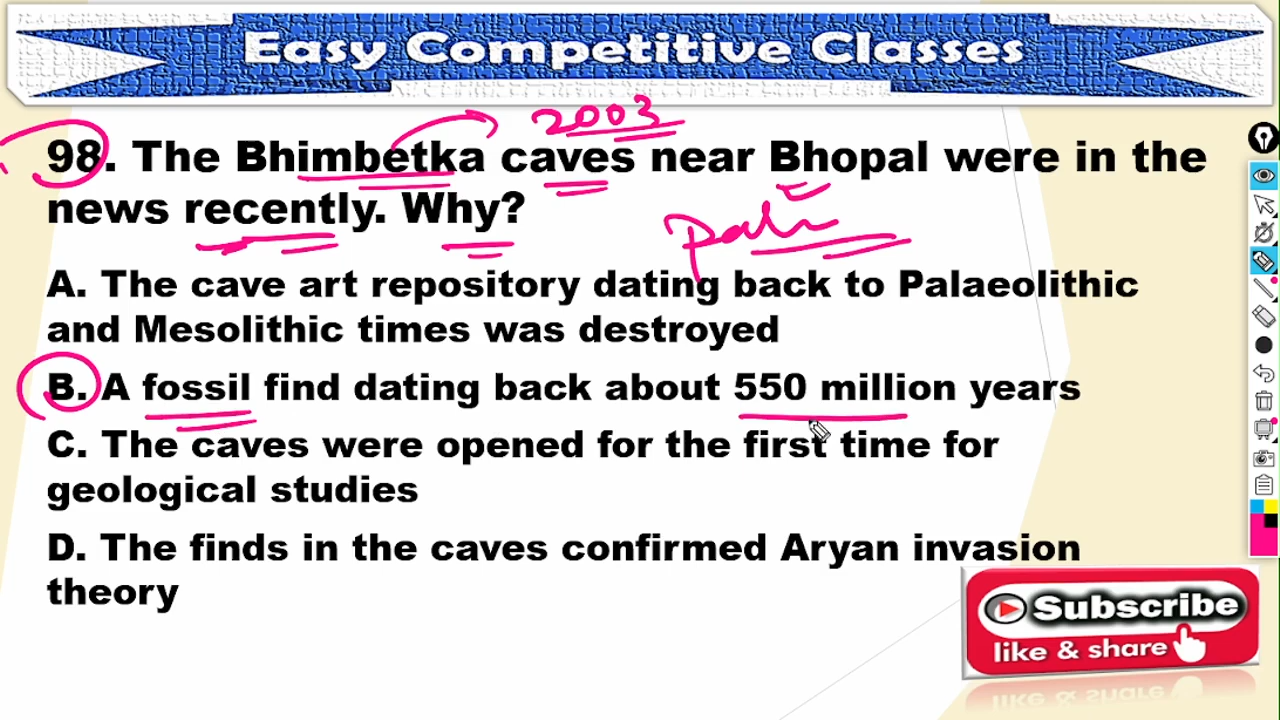 Easy Competitive Classes
2003
98. The Bhimbetka caves near Bhopal were in the
news recently. Why?
A. The cave art repository dating back to Palaeolithic
and Mesolithic times was destroyed
B. A fossil find dating back about 550 million years
C. The caves were opened for the first time for
geological studies
D. The finds in the caves confirmed Aryan invasion
theory
Subscribe
like & share